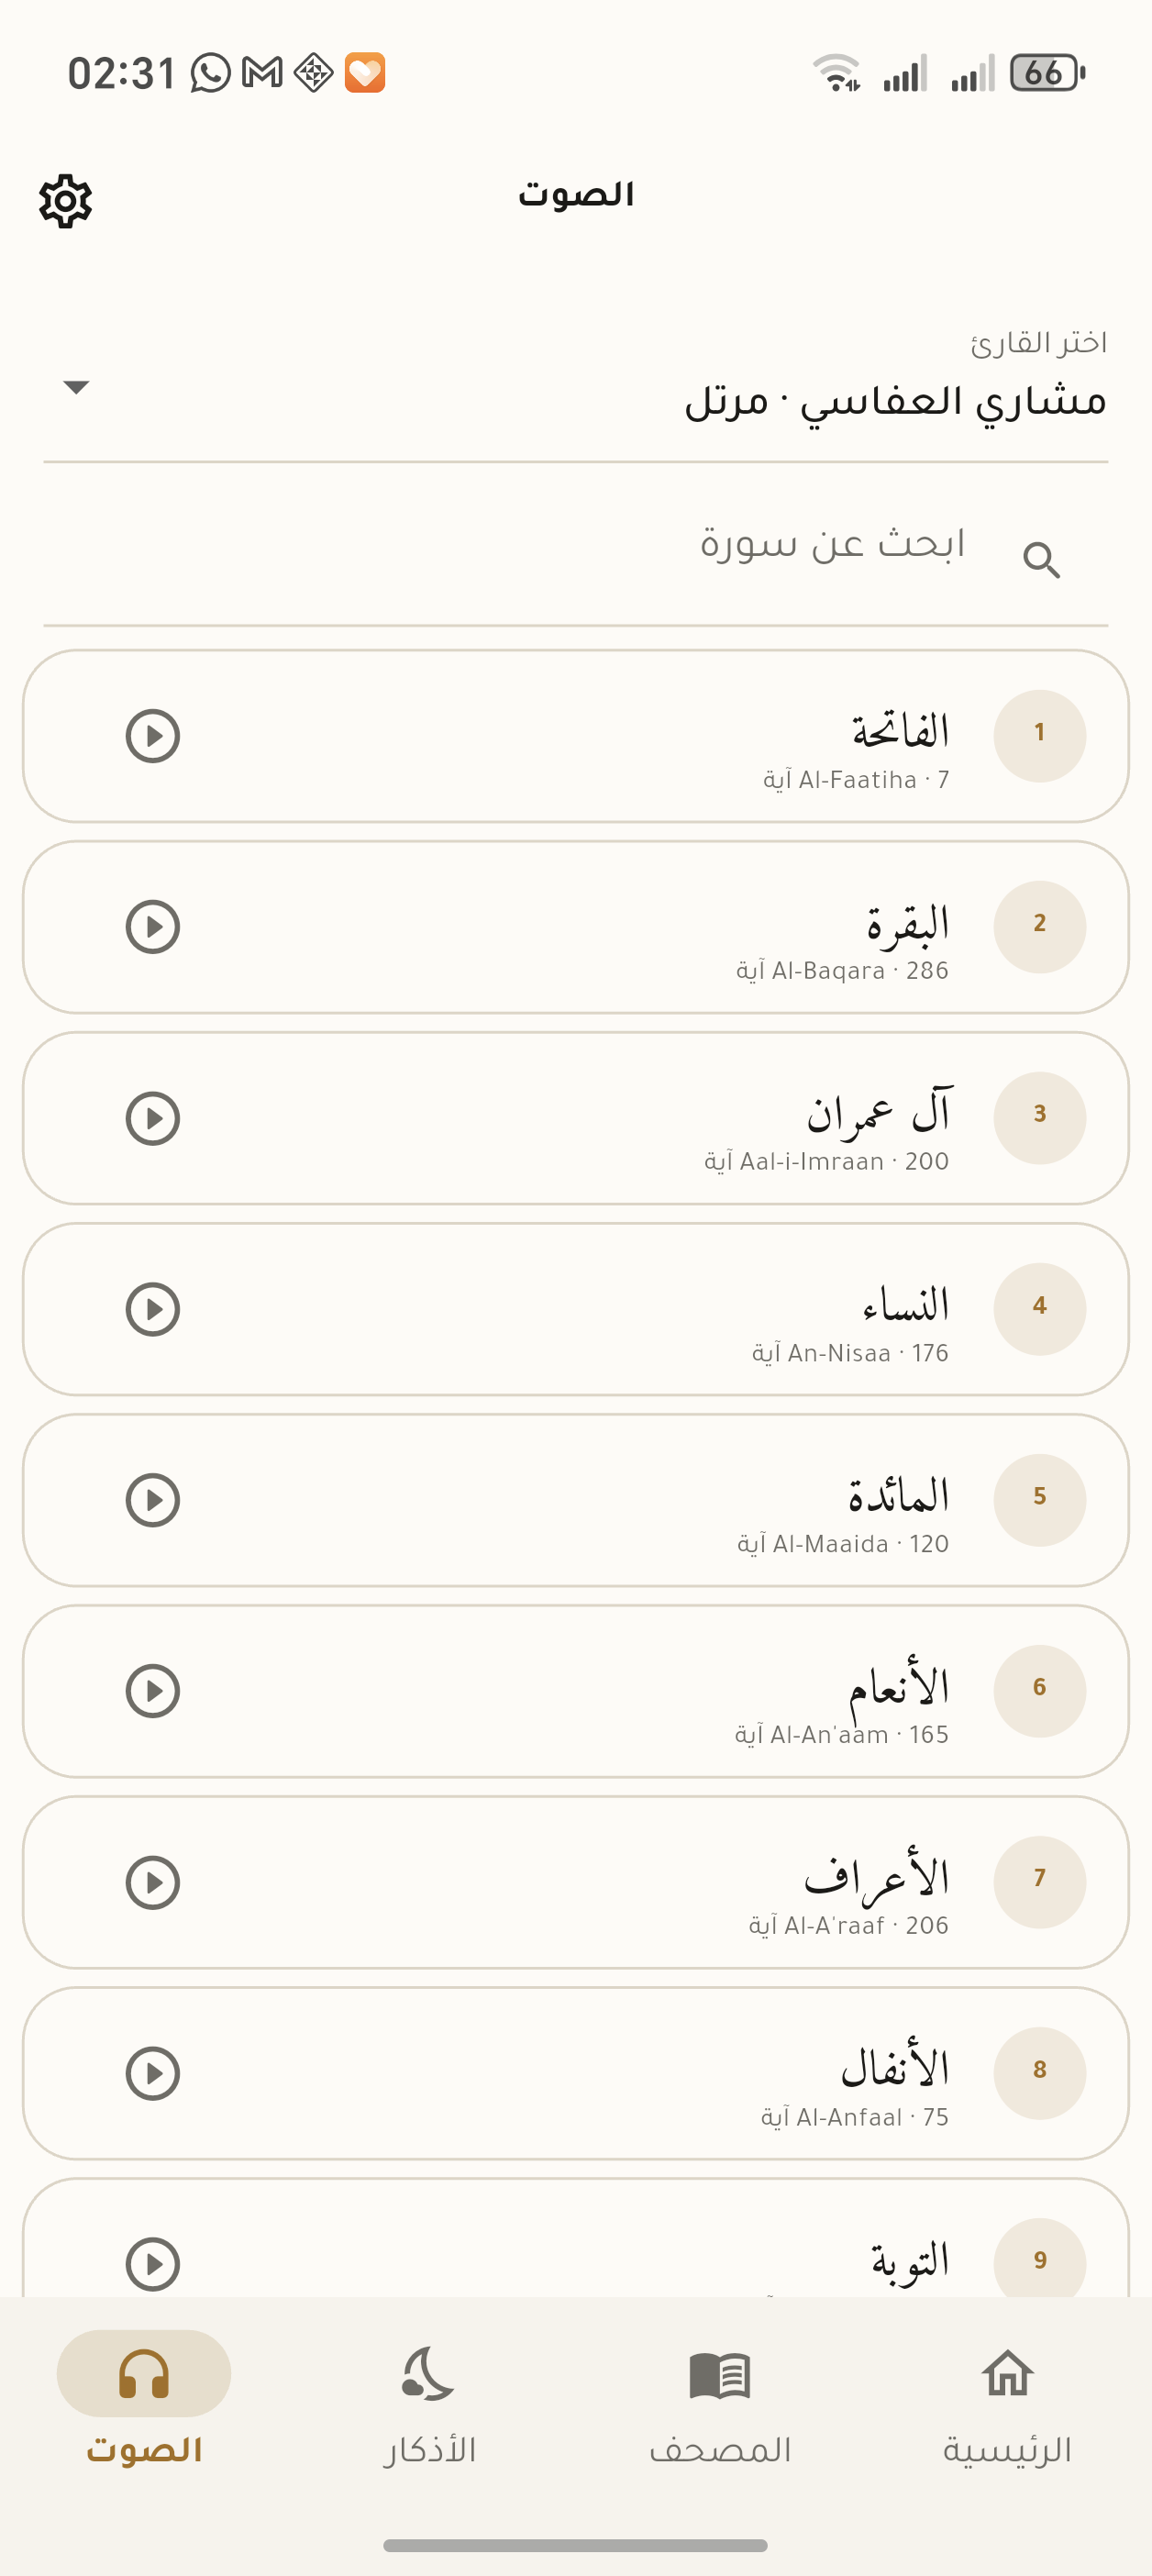 02:31
66
الصوت
اختر القارئ
مشاري العفاسي · مرتل
ابحث عن سورة
1
الفاتحة
آية Al-Faatiha · 7
2
البقرة
آية Al-Baqara · 286
3
آل عمران
آية Aal-i-Imraan · 200
4
النساء
آية An-Nisaa · 176
5
المائدة
آية Al-Maaida · 120
6
الأنعام
آية Al-An'aam · 165
7
الأعراف
آية Al-A'raaf · 206
8
الأنفال
آية Al-Anfaal · 75
9
التوبة
الرئيسية
المصحف
الأذكار
الصوت